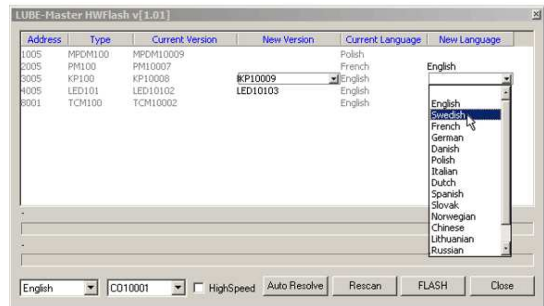 LUBE-Master HWFlash v[1.01]
Address Type Current Version New Version Current Language New Language
1005 MPDM100 MPDM10009 Polish
2005 PM100 PM10007 French English
3005 KP100 KP10008 KP10009 English
4005 LED101 LED10102 LED10103 English
8001 TCM100 TCM10002 English
English
Swedish
French
German
Danish
Polish
Italian
Dutch
Spanish
Slovak
Norwegian
Chinese
Lithuanian
Russian
English CO10001 HighSpeed Auto Resolve Rescan FLASH Close